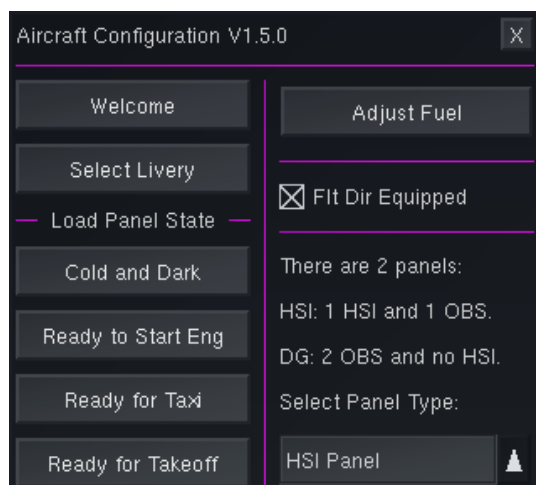 Aircraft Configuration V1.5.0
X
Welcome
Select Livery
Load Panel State
Cold and Dark
Ready to Start Eng
Ready for Taxi
Ready for Takeoff
Adjust Fuel
Flt Dir Equipped
There are 2 panels:
HSI: 1 HSI and 1 OBS.
DG: 2 OBS and no HSI.
Select Panel Type:
HSI Panel